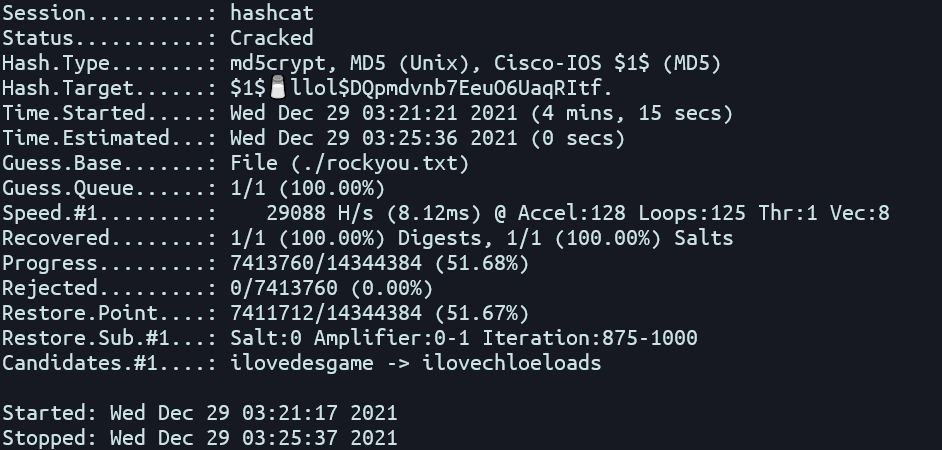 Session..........: hashcat
Status...........: Cracked
Hash.Type........: md5crypt, MD5 (Unix), Cisco-IOS $1$ (MD5)
Hash.Target......: $1$🧂llol$DQpmdvnb7EeuO6UaqRItf.
Time.Started.....: Wed Dec 29 03:21:21 2021 (4 mins, 15 secs)
Time.Estimated...: Wed Dec 29 03:25:36 2021 (0 secs)
Guess.Base.......: File (./rockyou.txt)
Guess.Queue......: 1/1 (100.00%)
Speed.#1.........:    29088 H/s (8.12ms) @ Accel:128 Loops:125 Thr:1 Vec:8
Recovered........: 1/1 (100.00%) Digests, 1/1 (100.00%) Salts
Progress.........: 7413760/14344384 (51.68%)
Rejected.........: 0/7413760 (0.00%)
Restore.Point....: 7411712/14344384 (51.67%)
Restore.Sub.#1...: Salt:0 Amplifier:0-1 Iteration:875-1000
Candidates.#1....: ilovedesgame -> ilovechloeloads

Started: Wed Dec 29 03:21:17 2021
Stopped: Wed Dec 29 03:25:37 2021